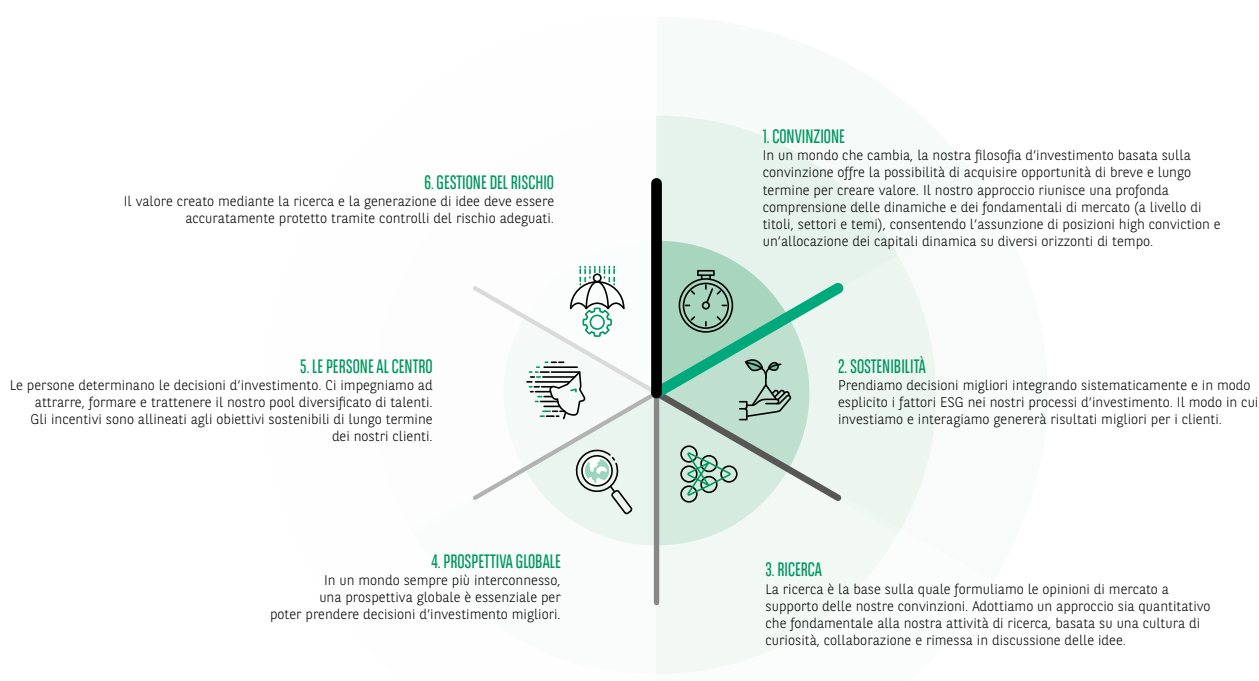 1. CONVINZIONE
In un mondo che cambia, la nostra filosofia d’investimento basata sulla
convinzione offre la possibilità di acquisire opportunità di breve e lungo
termine per creare valore. Il nostro approccio riunisce una profonda
comprensione delle dinamiche e dei fondamentali di mercato (a livello di
titoli, settori e temi), consentendo l’assunzione di posizioni high conviction e
un’allocazione dei capitali dinamica su diversi orizzonti di tempo.
2. SOSTENIBILITÀ
Prendiamo decisioni migliori integrando sistematicamente e in modo
esplicito i fattori ESG nei nostri processi d’investimento. Il modo in cui
investiamo e interagiamo genererà risultati migliori per i clienti.
3. RICERCA
La ricerca è la base sulla quale formuliamo le opinioni di mercato a
supporto delle nostre convinzioni. Adottiamo un approccio sia quantitativo
che fondamentale alla nostra attività di ricerca, basata su una cultura di
curiosità, collaborazione e rimessa in discussione delle idee.
4. PROSPETTIVA GLOBALE
In un mondo sempre più interconnesso,
una prospettiva globale è essenziale per
poter prendere decisioni d’investimento migliori.
5. LE PERSONE AL CENTRO
Le persone determinano le decisioni d’investimento. Ci impegniamo ad
attrarre, formare e trattenere il nostro pool diversificato di talenti.
Gli incentivi sono allineati agli obiettivi sostenibili di lungo termine
dei nostri clienti.
6. GESTIONE DEL RISCHIO
Il valore creato mediante la ricerca e la generazione di idee deve essere
accuratamente protetto tramite controlli del rischio adeguati.